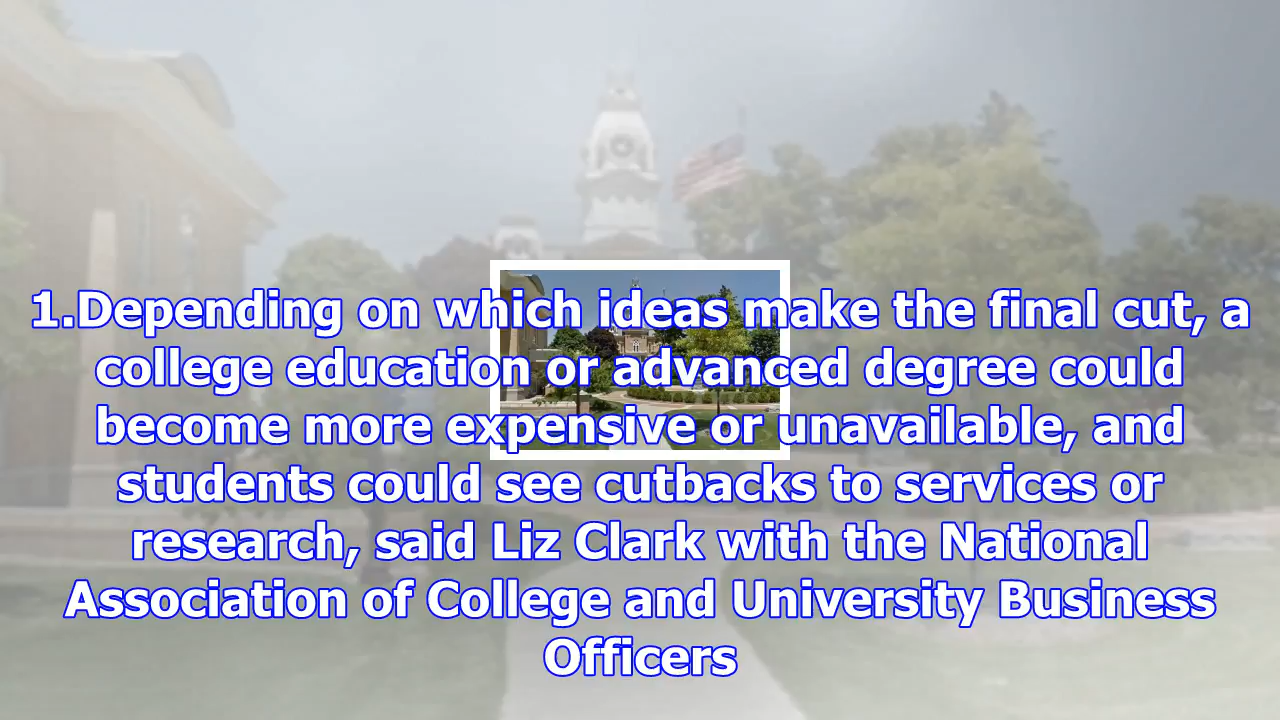 1.Depending on which ideas make the final cut, a
college education or advanced degree could
become more expensive or unavailable, and
students could see cutbacks to services or
research, said Liz Clark with the National
Association of College and University Business
Officers